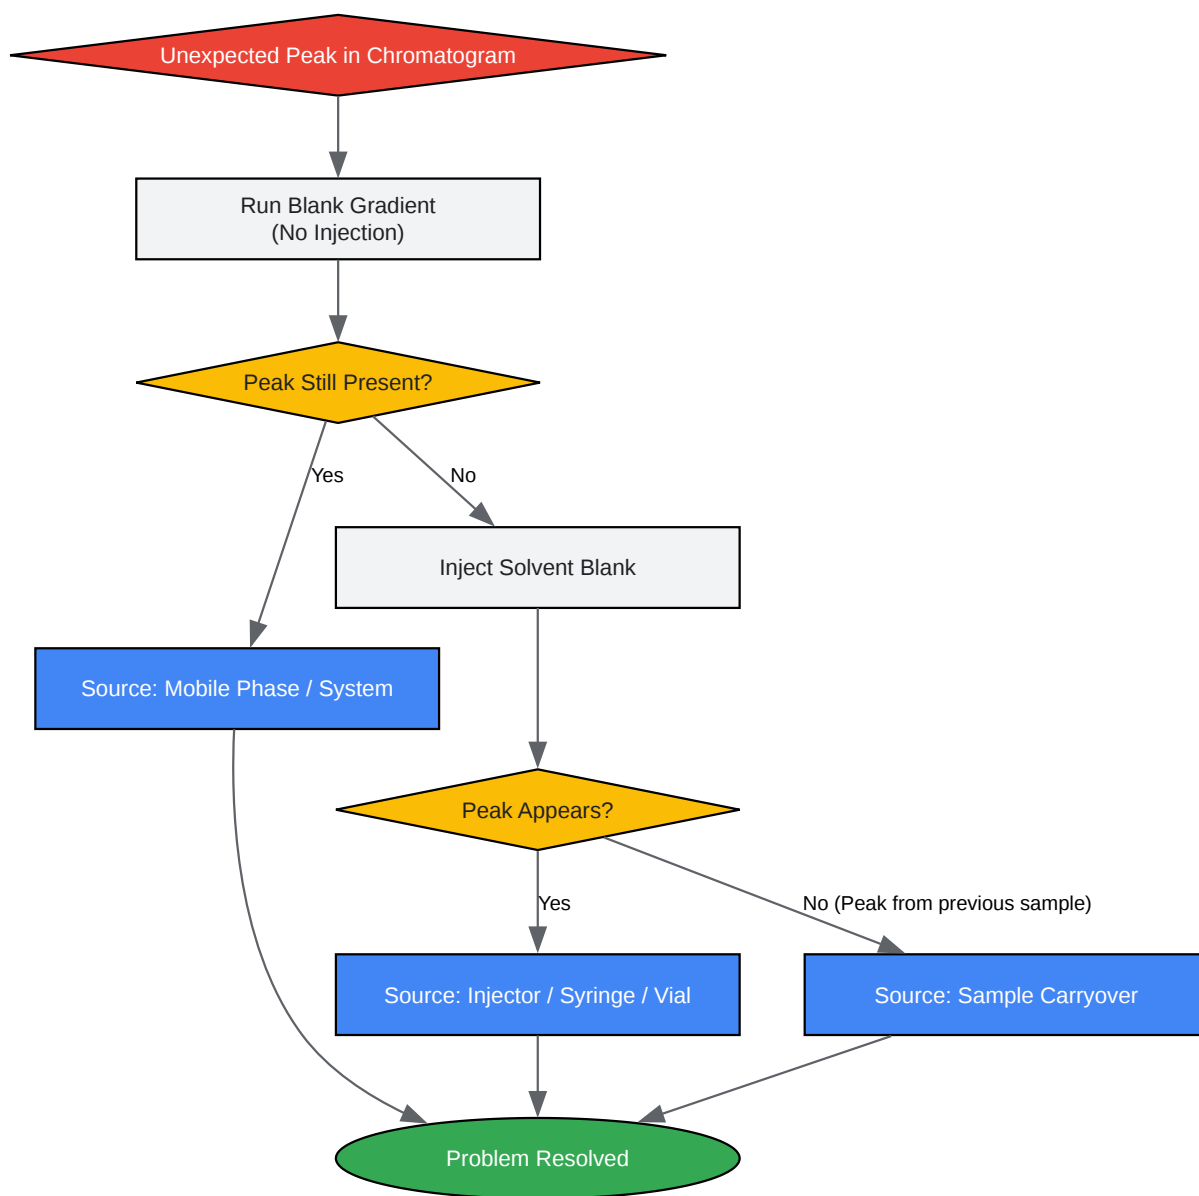 Unexpected Peak in Chromatogram
Run Blank Gradient
(No Injection)
Peak Still Present?
Yes
No
Inject Solvent Blank
Source: Mobile Phase / System
Peak Appears?
Yes
No (Peak from previous sample)
Source: Injector / Syringe / Vial
Source: Sample Carryover
Problem Resolved